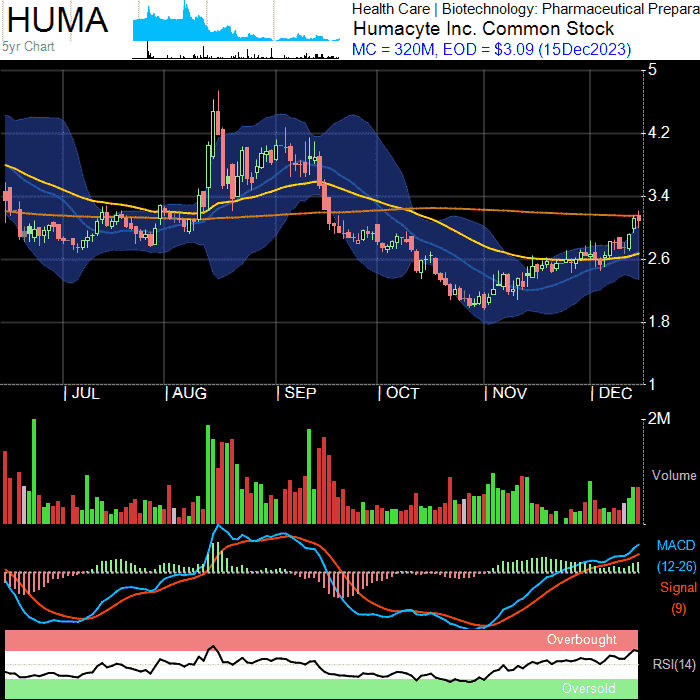 HUMA
5yr Chart
Health Care | Biotechnology: Pharmaceutical Prepara
Humacyte Inc. Common Stock
MC = 320M, EOD = $3.09 (15Dec2023)
5
4.2
3.4
2.6
1.8
1
| JUL | AUG | SEP | OCT | NOV | DEC
2M
Volume
MACD
(12-26)
Signal
(9)
Overbought
RSI(14)
Oversold